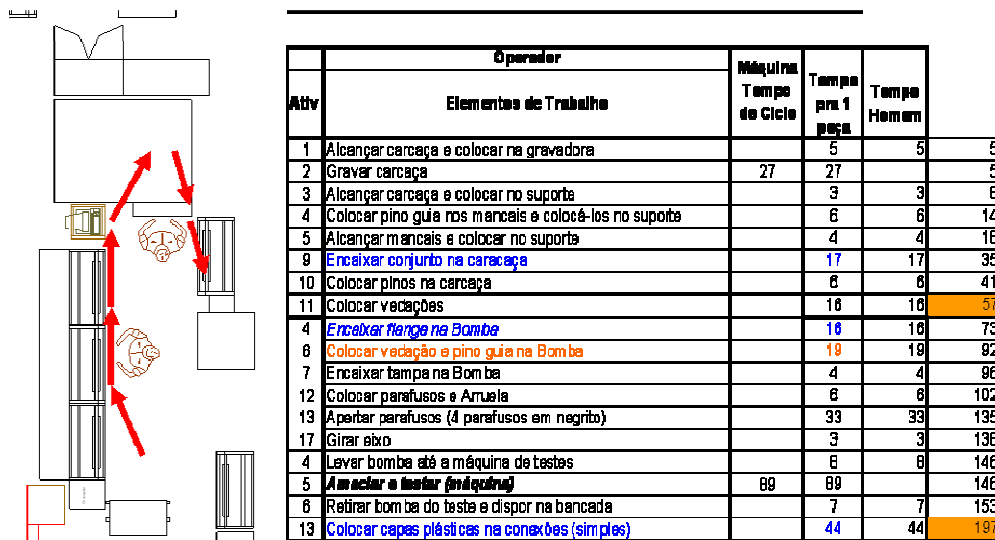 Operador
Ativ
Elementos de Trabalho
Máquina
Tempo
de Ciclo
Tempo
pra 1
peça
Tempo
Homem
1 Alcançar carcaça e colocar na gravadora 5 5 5
2 Gravar carcaça 27 27 5
3 Alcançar carcaça e colocar no suporte 3 3 8
4 Colocar pino guia nos mancais e colocá-los no suporte 6 6 14
5 Alcançar mancais e colocar no suporte 4 4 18
9 Encaixar conjunto na caracaça 17 17 35
10 Colocar pinos na carcaça 6 6 41
11 Colocar vedações 16 16 57
4 Encaixar flange na Bomba 16 16 73
6 Colocar vedação e pino guia na Bomba 19 19 92
7 Encaixar tampa na Bomba 4 4 96
12 Colocar parafusos e Arruela 6 6 102
13 Apertar parafusos (4 parafusos em negrito) 33 33 135
17 Girar eixo 3 3 138
4 Levar bomba até a máquina de testes 8 8 146
5 Amaciar e testar (máquina) 89 89 146
6 Retirar bomba do teste e dispor na bancada 7 7 153
13 Colocar capas plásticas na conexões (simples) 44 44 197